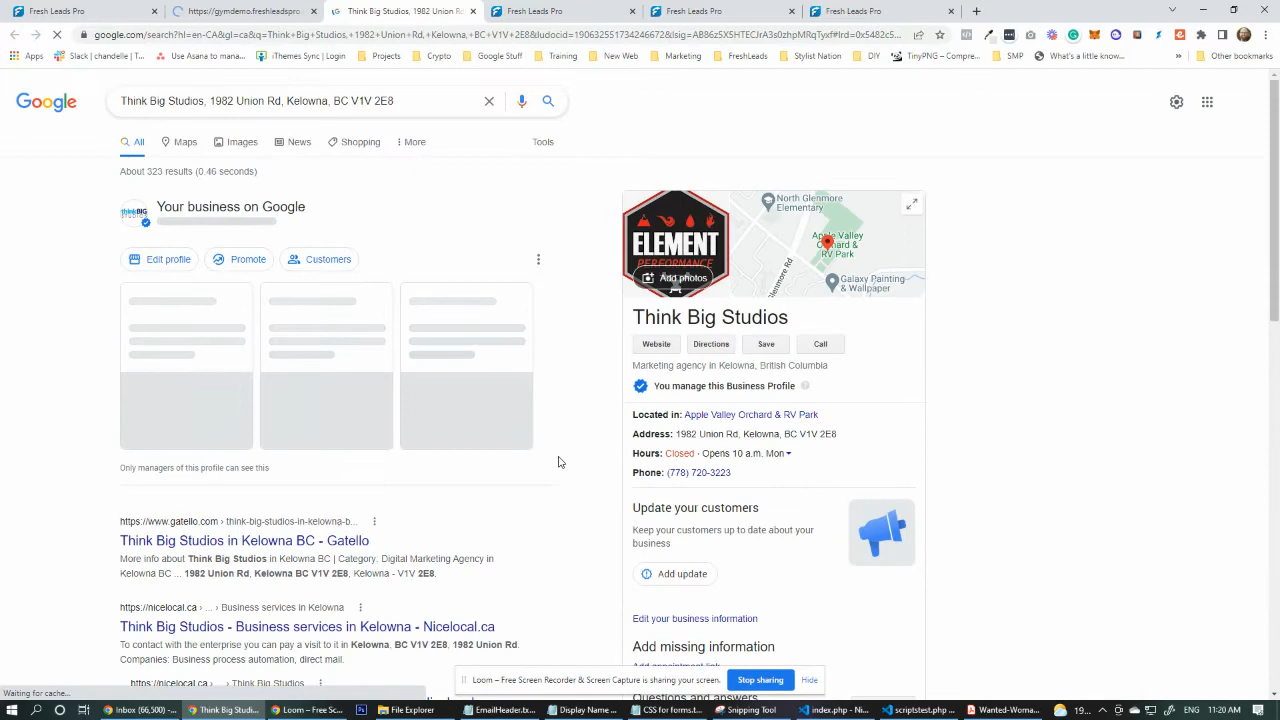 Fresh Leads Pro
https://gymdemo.freshleadspro
Think Big Studios, 1982 Union Rd
Fresh Leads Pro
Fresh Leads Pro
Fresh Leads Pro
Apps
Slack | chandelle | T...
Use Asana to man...
iThemes Sync | Login
Projects
Crypto
Google Stuff
Training
New Web
Marketing
FreshLeads
Stylist Nation
DIY
TinyPNG – Compre...
SMP
What's a little know...
Other bookmarks
Google
Think Big Studios, 1982 Union Rd, Kelowna, BC V1V 2E8
All
Maps
Images
News
Shopping
More
Tools
About 323 results (0.46 seconds)
thinkBIG
Your business on Google
Edit profile
Promote
Customers
Only managers of this profile can see this
https://www.gatello.com › think-big-studios-in-kelowna-b...
Think Big Studios in Kelowna BC - Gatello
More info about Think Big Studios in Kelowna BC | Category: Digital Marketing Agency in
Kelowna BC ... 1982 Union Rd, Kelowna BC V1V 2E8, Kelowna - V1V 2E8.
https://nicelocal.ca › ... › Business services in Kelowna
Think Big Studios - Business services in Kelowna - Nicelocal.ca
To contact with the enterprise you can pay a visit to it in Kelowna, BC V1V 2E8, 1982 Union Rd.
Companies: Business process automation, direct mail.
https://nicelocal.ca › ... › Think Big Studios
ELEMENT
PERFORMANCE
Add photos
North Glenmore
Elementary
Apple Valley
Orchard &
RV Park
Glenmore Rd
Galaxy Painting
& Wallpaper
Think Big Studios
Website
Directions
Save
Call
Marketing agency in Kelowna, British Columbia
You manage this Business Profile
Located in: Apple Valley Orchard & RV Park
Address: 1982 Union Rd, Kelowna, BC V1V 2E8
Hours: Closed · Opens 10 a.m. Mon
Phone: (778) 720-3223
Update your customers
Keep your customers up to date about your
business
Add update
Edit your business information
Add missing information
Add appointment link
Questions and answers
Loom – Free Screen Recorder & Screen Capture is sharing your screen.
Stop sharing
Hide
Waiting for cache...
Inbox (66,500) -
Think Big Studi...
Loom – Free Sc...
File Explorer
EmailHeader.tx...
Display Name ...
CSS for forms.t...
Snipping Tool
index.php - My...
scriptstest.php ...
Wanted-Woma...
19...
11:20 AM